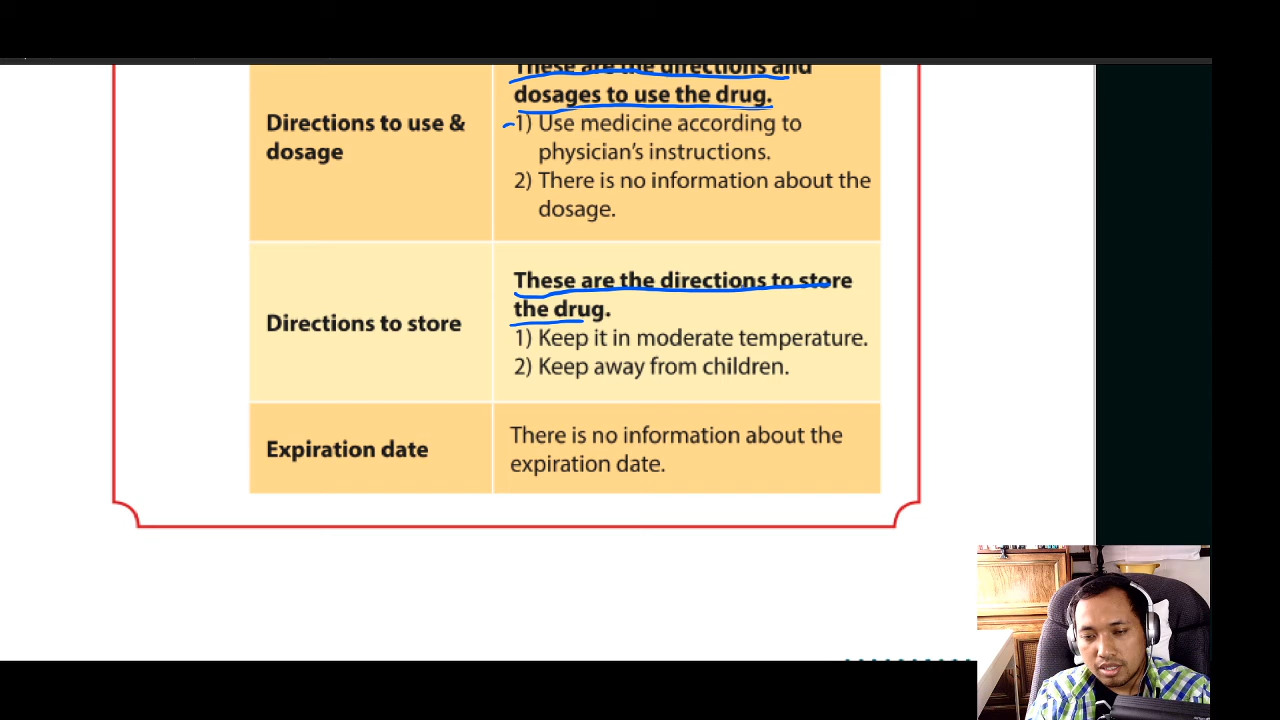 These are the directions and
dosages to use the drug.
Directions to use &
dosage
1) Use medicine according to
physician's instructions.
2) There is no information about the
dosage.
Directions to store
These are the directions to store
the drug.
1) Keep it in moderate temperature.
2) Keep away from children.
Expiration date
There is no information about the
expiration date.